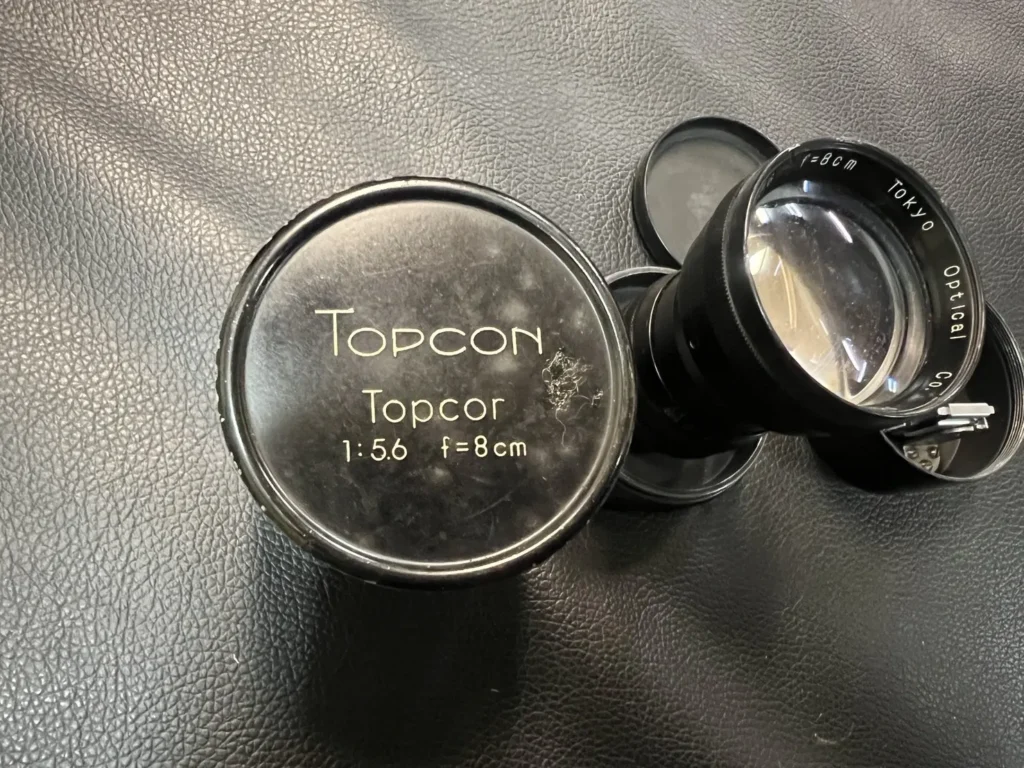 TOPCON
Topcor
1:5.6 f=8cm
f=8cm Tokyo Optical Co.